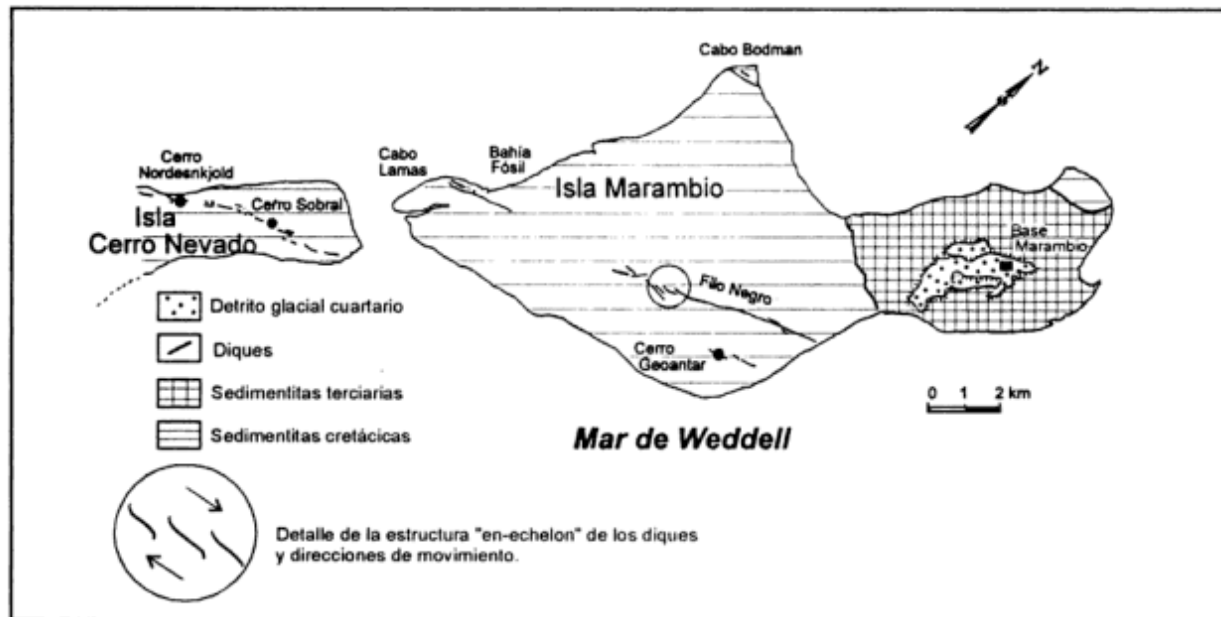 Cabo Bodman
N
Cerro
Nordesnkjold
Cabo
Lamas
Bahía
Fósil
Isla Marambio
Isla
Cerro Nevado
Cerro Sobral
Base
Marambio
Filo Negro
Cerro
Geoantar
Detrito glacial cuartario
Diques
Sedimentitas terciarias
Sedimentitas cretácicas
0 1 2 km
Mar de Weddell
Detalle de la estructura "en-echelon" de los diques
y direcciones de movimiento.